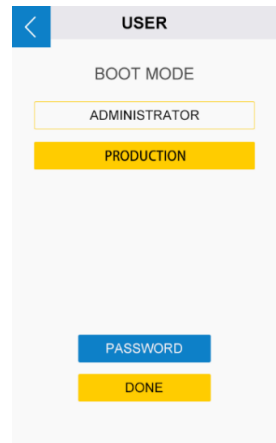 USER
BOOT MODE
ADMINISTRATOR
PRODUCTION
PASSWORD
DONE